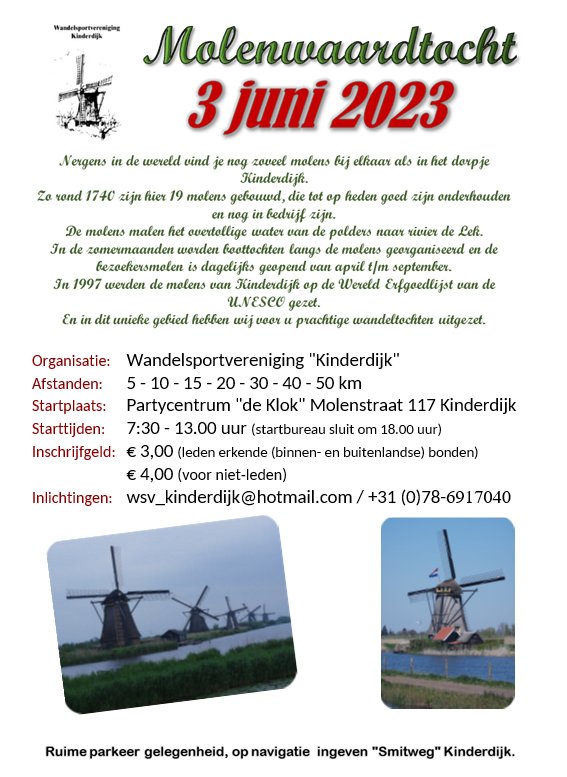 Wandelsportvereniging
Kinderdijk
Molenwaardtocht
3 juni 2023
Nergens in de wereld vind je nog zoveel molens bij elkaar als in het dorpje
Kinderdijk.
Zo rond 1740 zijn hier 19 molens gebouwd, die tot op heden goed zijn onderhouden
en nog in bedrijf zijn.
De molens malen het overtollige water van de polders naar rivier de Lek.
In de zomermaanden worden boottochten langs de molens georganiseerd en de
bezoekersmolen is dagelijks geopend van april t/m september.
In 1997 werden de molens van Kinderdijk op de Wereld Erfgoedlijst van de
UNESCO gezet.
En in dit unieke gebied hebben wij voor u prachtige wandeltochten uitgezet.
Organisatie: Wandelsportvereniging "Kinderdijk"
Afstanden: 5 - 10 - 15 - 20 - 30 - 40 - 50 km
Startplaats: Partycentrum "de Klok" Molenstraat 117 Kinderdijk
Starttijden: 7:30 - 13.00 uur (startbureau sluit om 18.00 uur)
Inschrijfgeld: € 3,00 (leden erkende (binnen- en buitenlandse) bonden)
€ 4,00 (voor niet-leden)
Inlichtingen: wsv_kinderdijk@hotmail.com / +31 (0)78-6917040
Ruime parkeer gelegenheid, op navigatie ingeven "Smitweg" Kinderdijk.